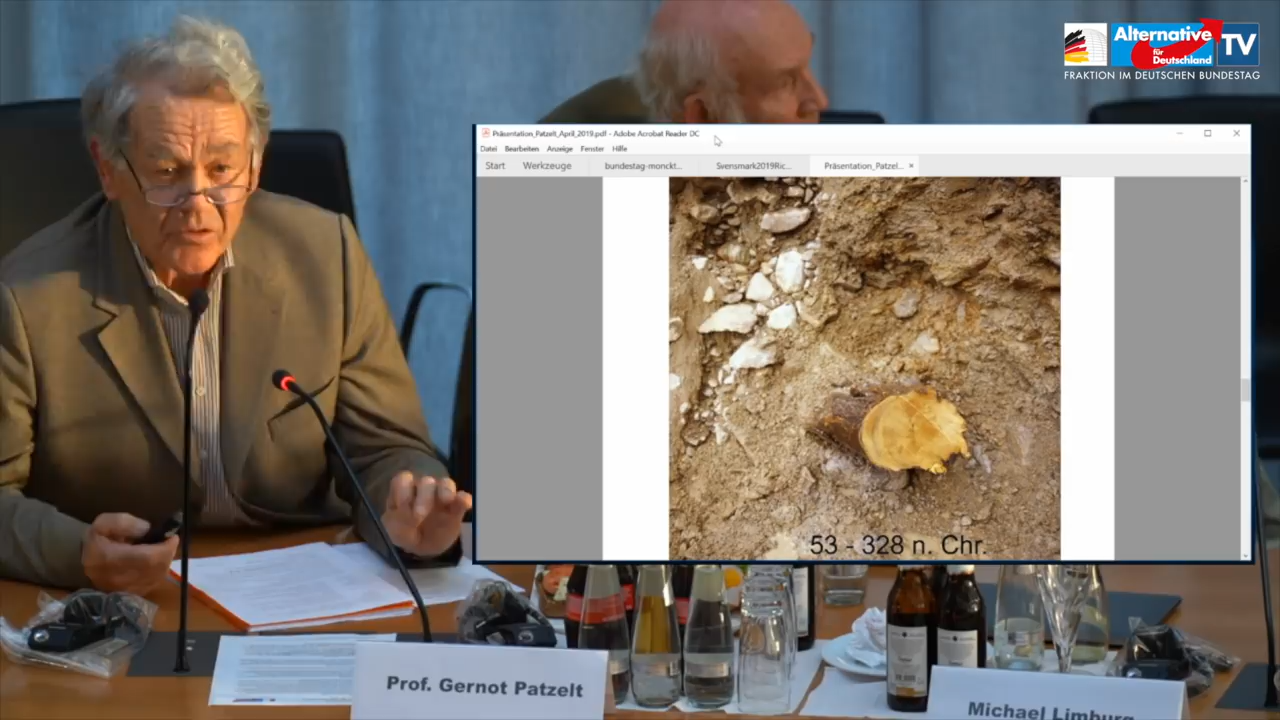 Alternative
für
Deutschland
TV
FRAKTION IM DEUTSCHEN BUNDESTAG
Präsentation_Patzelt_April_2019.pdf - Adobe Acrobat Reader DC
Datei Bearbeiten Anzeige Fenster Hilfe
Start Werkzeuge bundestag-monckt... Svensmark2019Ric... Präsentation_Patzel... ×
53 - 328 n. Chr.
Prof. Gernot Patzelt
Michael Limburg